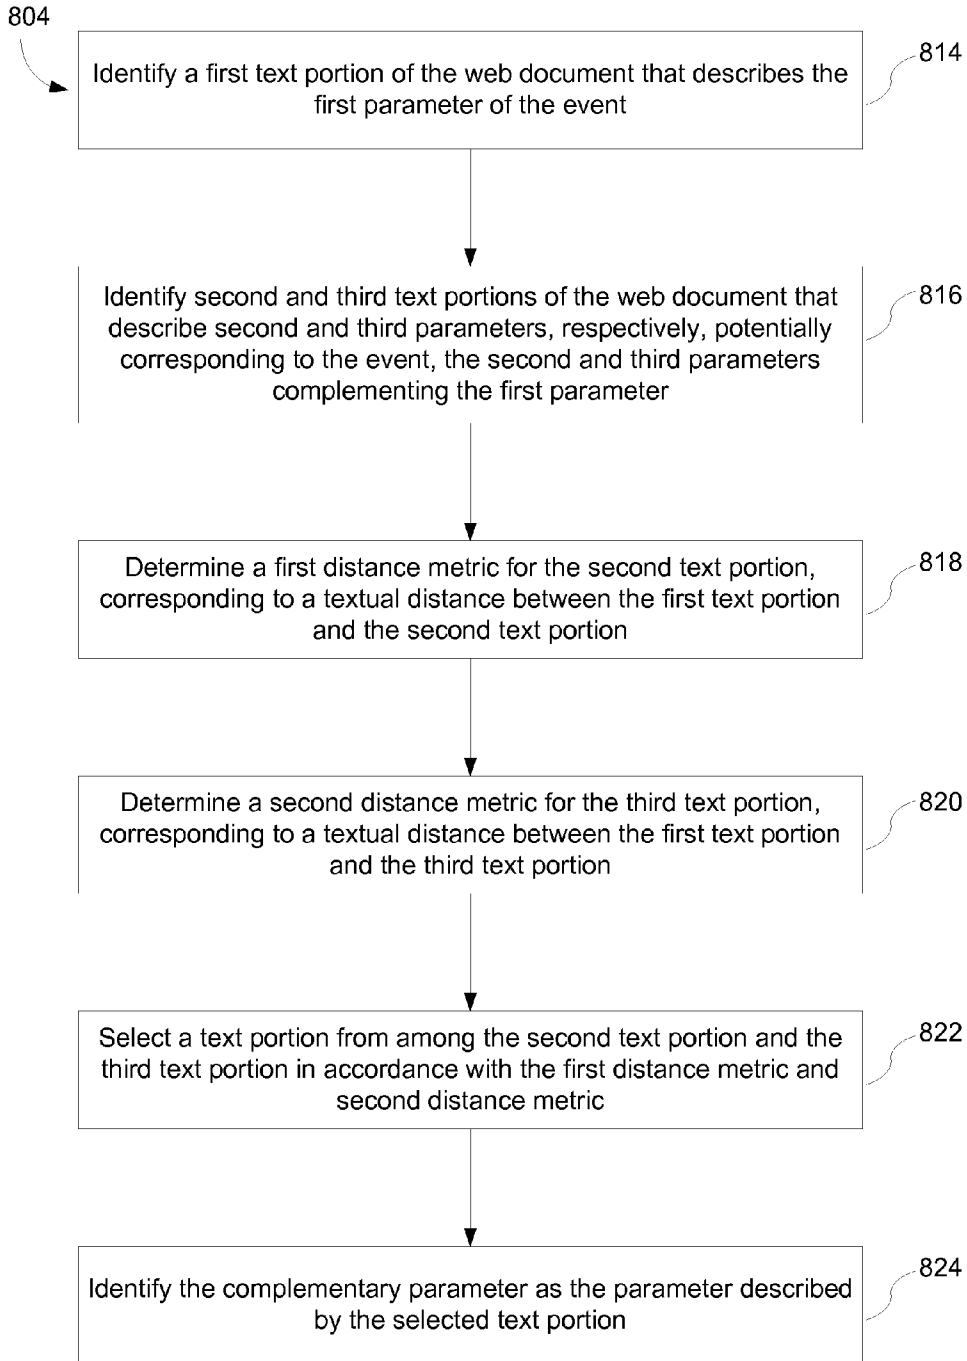 804
Identify a first text portion of the web document that describes the
first parameter of the event
814
Identify second and third text portions of the web document that
describe second and third parameters, respectively, potentially
corresponding to the event, the second and third parameters
complementing the first parameter
816
Determine a first distance metric for the second text portion,
corresponding to a textual distance between the first text portion
and the second text portion
818
Determine a second distance metric for the third text portion,
corresponding to a textual distance between the first text portion
and the third text portion
820
Select a text portion from among the second text portion and the
third text portion in accordance with the first distance metric and
second distance metric
822
Identify the complementary parameter as the parameter described
by the selected text portion
824